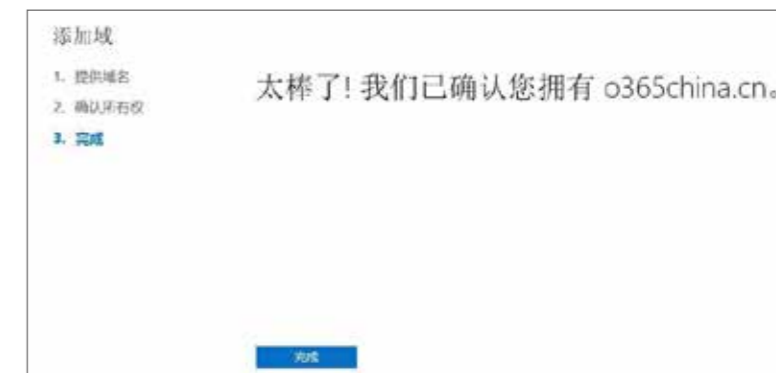 添加域
1. 提供域名
2. 确认所有权
3. 完成
太棒了! 我们已确认您拥有 o365china.cn。
完成